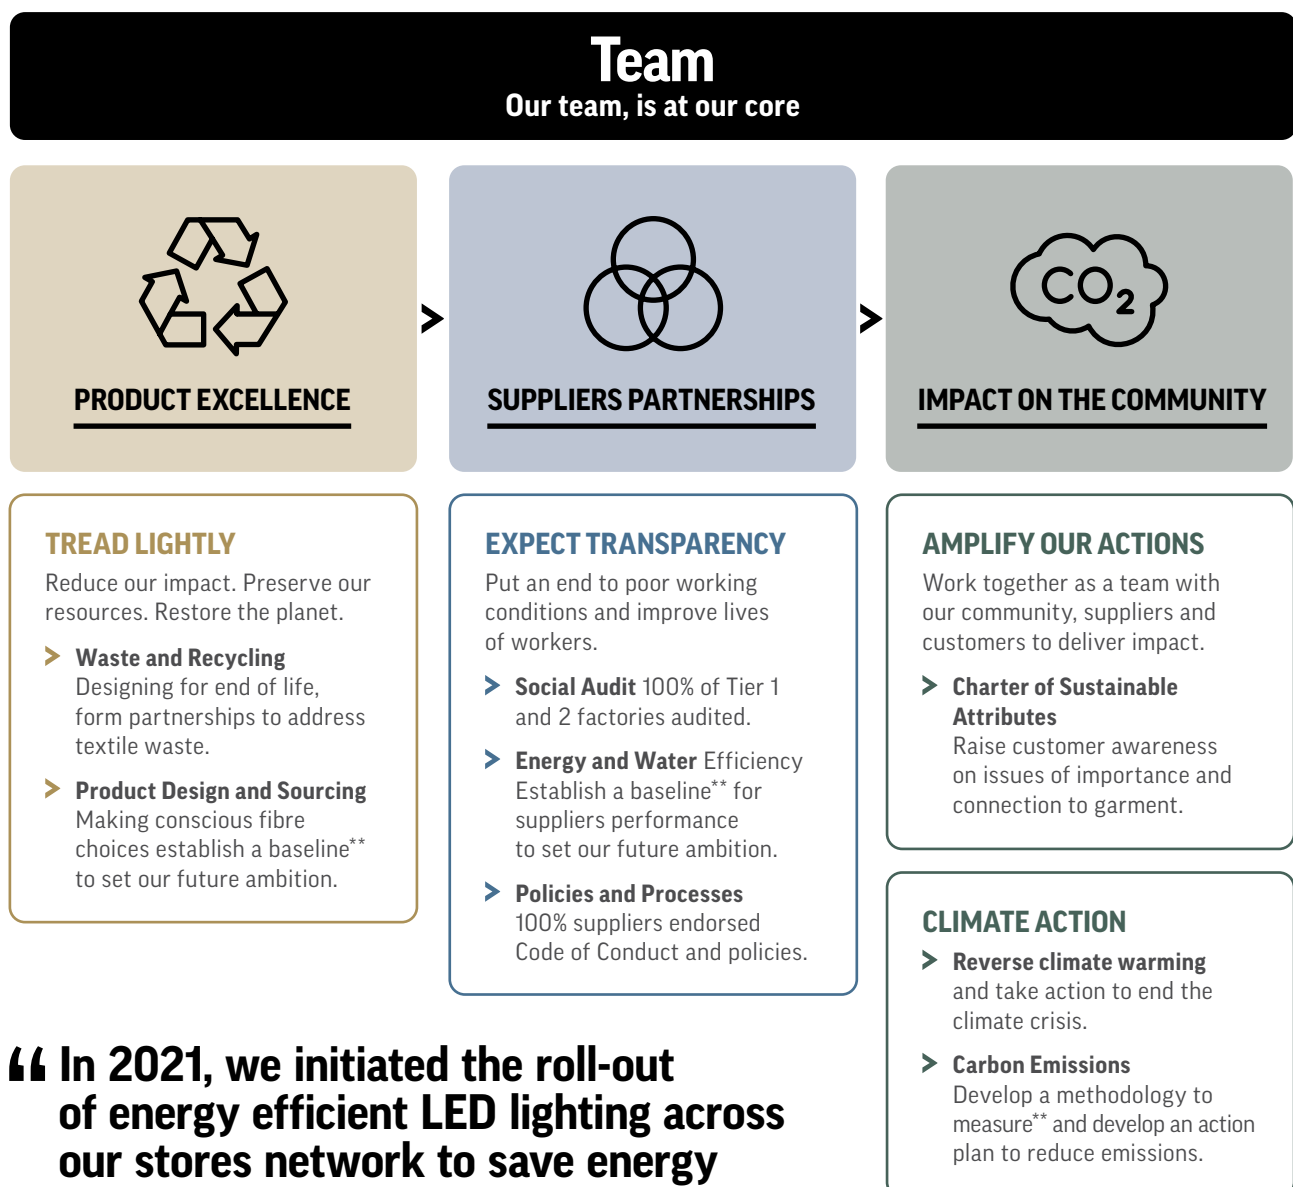 Team
Our team, is at our core
PRODUCT EXCELLENCE
>
SUPPLIERS PARTNERSHIPS
>
CO2
IMPACT ON THE COMMUNITY
TREAD LIGHTLY
Reduce our impact. Preserve our
resources. Restore the planet.
> Waste and Recycling
Designing for end of life,
form partnerships to address
textile waste.
> Product Design and Sourcing
Making conscious fibre
choices establish a baseline**
to set our future ambition.
EXPECT TRANSPARENCY
Put an end to poor working
conditions and improve lives
of workers.
> Social Audit 100% of Tier 1
and 2 factories audited.
> Energy and Water Efficiency
Establish a baseline** for
suppliers performance
to set our future ambition.
> Policies and Processes
100% suppliers endorsed
Code of Conduct and policies.
AMPLIFY OUR ACTIONS
Work together as a team with
our community, suppliers and
customers to deliver impact.
> Charter of Sustainable
Attributes
Raise customer awareness
on issues of importance and
connection to garment.
CLIMATE ACTION
> Reverse climate warming
and take action to end the
climate crisis.
> Carbon Emissions
Develop a methodology to
measure** and develop an action
plan to reduce emissions.
“ In 2021, we initiated the roll-out
of energy efficient LED lighting across
our stores network to save energy